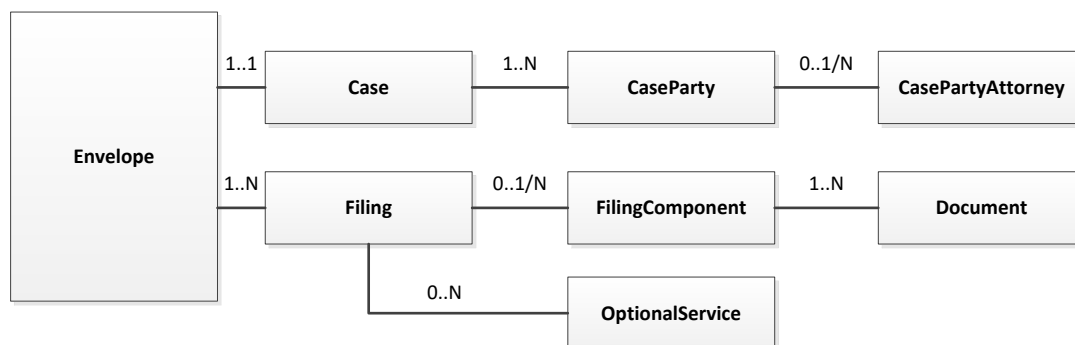 1..1
Case
1..N
CaseParty
0..1/N
CasePartyAttorney
Envelope
1..N
Filing
0..1/N
FilingComponent
1..N
Document
0..N
OptionalService